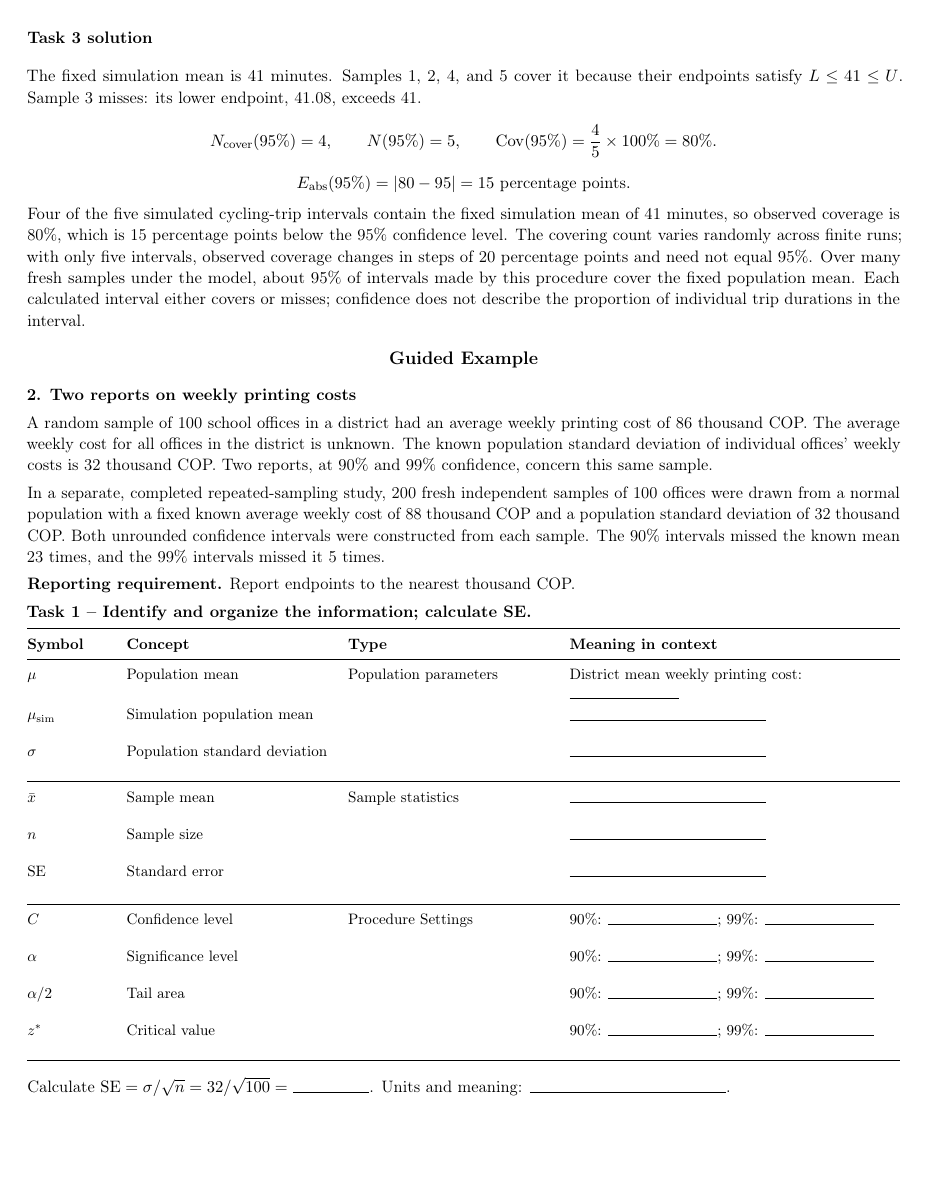 Task 3 solution
The fixed simulation mean is 41 minutes. Samples 1, 2, 4, and 5 cover it because their endpoints satisfy L ≤ 41 ≤ U.
Sample 3 misses: its lower endpoint, 41.08, exceeds 41.
N_cover(95%) = 4, N(95%) = 5, Cov(95%) = 4/5 × 100% = 80%.
E_abs(95%) = |80 − 95| = 15 percentage points.
Four of the five simulated cycling-trip intervals contain the fixed simulation mean of 41 minutes, so observed coverage is
80%, which is 15 percentage points below the 95% confidence level. The covering count varies randomly across finite runs;
with only five intervals, observed coverage changes in steps of 20 percentage points and need not equal 95%. Over many
fresh samples under the model, about 95% of intervals made by this procedure cover the fixed population mean. Each
calculated interval either covers or misses; confidence does not describe the proportion of individual trip durations in the
interval.
Guided Example
2. Two reports on weekly printing costs
A random sample of 100 school offices in a district had an average weekly printing cost of 86 thousand COP. The average
weekly cost for all offices in the district is unknown. The known population standard deviation of individual offices' weekly
costs is 32 thousand COP. Two reports, at 90% and 99% confidence, concern this same sample.
In a separate, completed repeated-sampling study, 200 fresh independent samples of 100 offices were drawn from a normal
population with a fixed known average weekly cost of 88 thousand COP and a population standard deviation of 32 thousand
COP. Both unrounded confidence intervals were constructed from each sample. The 90% intervals missed the known mean
23 times, and the 99% intervals missed it 5 times.
Reporting requirement. Report endpoints to the nearest thousand COP.
Task 1 – Identify and organize the information; calculate SE.
Symbol Concept Type Meaning in context
μ Population mean Population parameters District mean weekly printing cost:
μ_sim Simulation population mean
σ Population standard deviation
x̄ Sample mean Sample statistics
n Sample size
SE Standard error
C Confidence level Procedure Settings 90%: ; 99%:
α Significance level 90%: ; 99%:
α/2 Tail area 90%: ; 99%:
z* Critical value 90%: ; 99%:
Calculate SE = σ/√n = 32/√100 = . Units and meaning: .